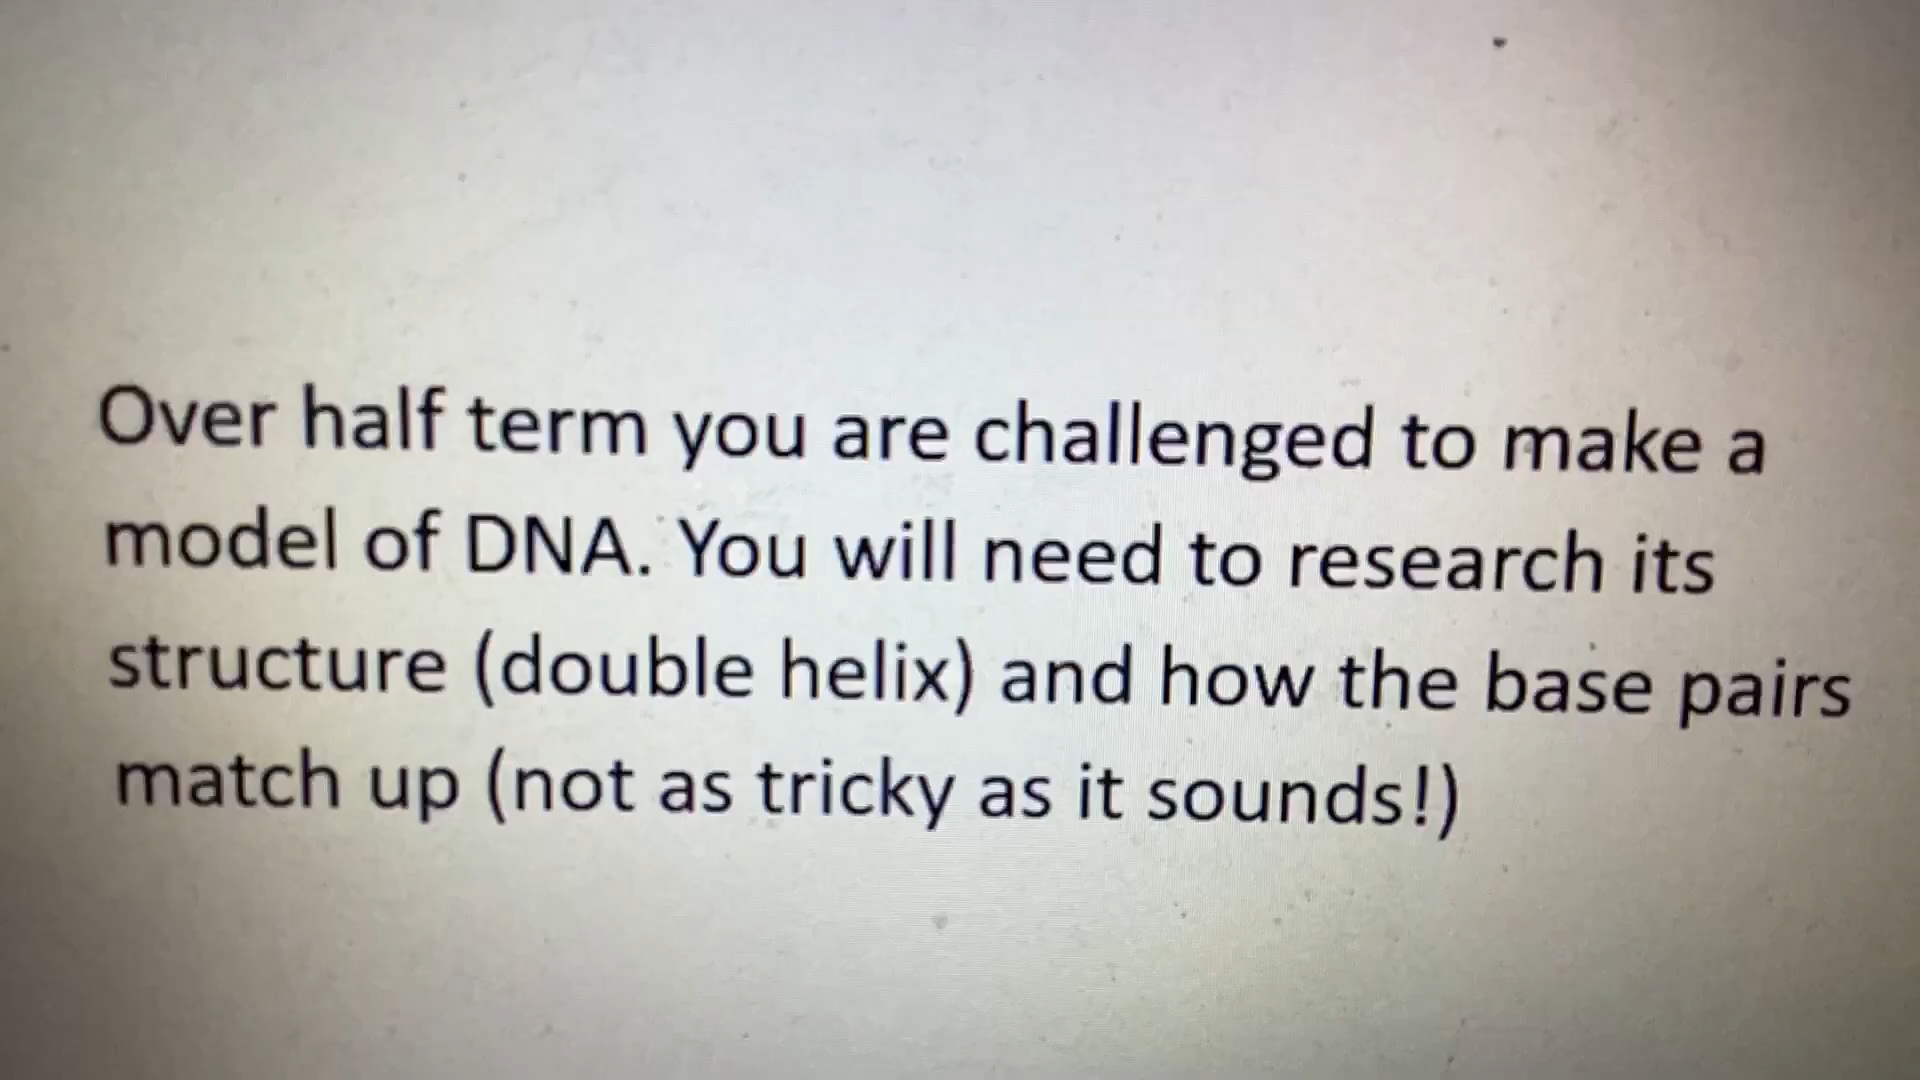 Over half term you are challenged to make a
model of DNA. You will need to research its
structure (double helix) and how the base pairs
match up (not as tricky as it sounds!)